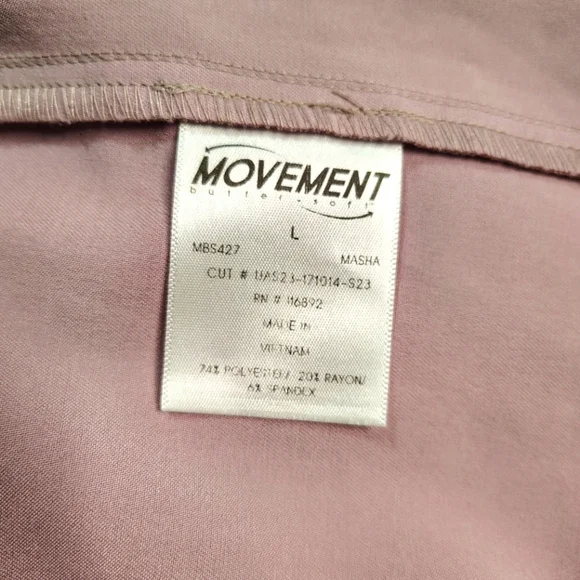 MOVEMENT
butter-soft™
L
MBS427 MASHA
CUT # UAS23-171014-S23
RN # 116892
MADE IN
VIETNAM
74% POLYESTER/ 20% RAYON/
6% SPANDEX